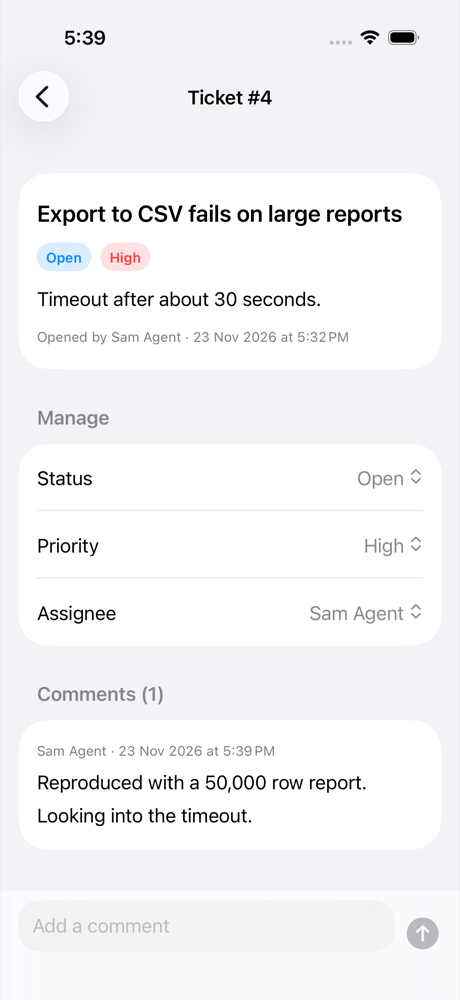 5:39
Ticket #4
Export to CSV fails on large reports
Open High
Timeout after about 30 seconds.
Opened by Sam Agent · 23 Nov 2026 at 5:32 PM
Manage
Status Open
Priority High
Assignee Sam Agent
Comments (1)
Sam Agent · 23 Nov 2026 at 5:39 PM
Reproduced with a 50,000 row report.
Looking into the timeout.
Add a comment